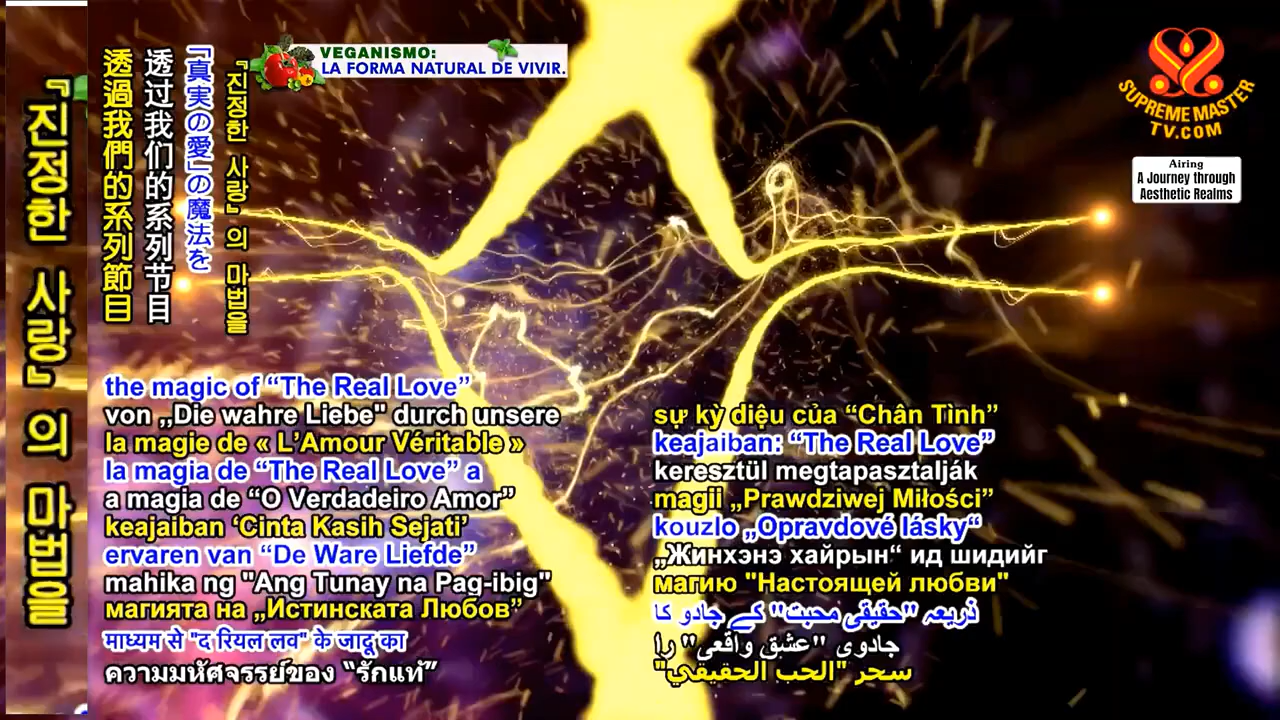 『진정한 사랑』의 마법을
透過我們的系列節目
透过我们的系列节目
「真実の愛」の魔法を
『진정한 사랑』의 마법을
VEGANISMO:
LA FORMA NATURAL DE VIVIR.
SUPREME MASTER
TV.COM
Airing
A Journey through
Aesthetic Realms
the magic of “The Real Love”
von ,,Die wahre Liebe" durch unsere
la magie de « L’Amour Véritable »
la magia de “The Real Love” a
a magia de “O Verdadeiro Amor”
keajaiban ‘Cinta Kasih Sejati’
ervaren van “De Ware Liefde”
mahika ng "Ang Tunay na Pag-ibig"
магията на „Истинската Любов”
माध्यम से "द रियल लव" के जादू का
ความมหัศจรรย์ของ “รักแท้”
sự kỳ diệu của “Chân Tình”
keajaiban: “The Real Love”
keresztül megtapasztalják
magii „Prawdziwej Miłości”
kouzlo „Opravdové lásky“
„Жинхэнэ хайрын“ ид шидийг
магию "Настоящей любви"
ذریعہ "حقیقی محبت" کے جادو کا
جادوی "عشق واقعی" را
سحر "الحب الحقيقي"